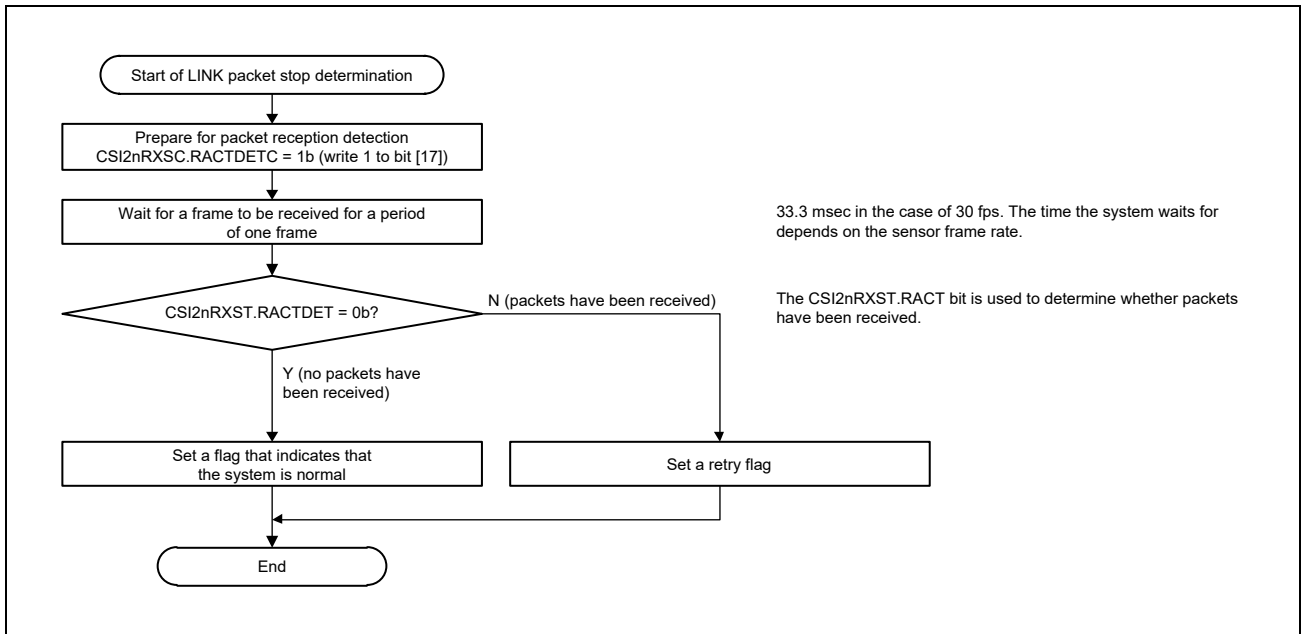 Start of LINK packet stop determination
Prepare for packet reception detection
CSI2nRXSC.RACTDETC = 1b (write 1 to bit [17])
Wait for a frame to be received for a period
of one frame
33.3 msec in the case of 30 fps. The time the system waits for
depends on the sensor frame rate.
CSI2nRXST.RACTDET = 0b?
N (packets have been received)
The CSI2nRXST.RACT bit is used to determine whether packets
have been received.
Y (no packets have
been received)
Set a flag that indicates that
the system is normal
Set a retry flag
End